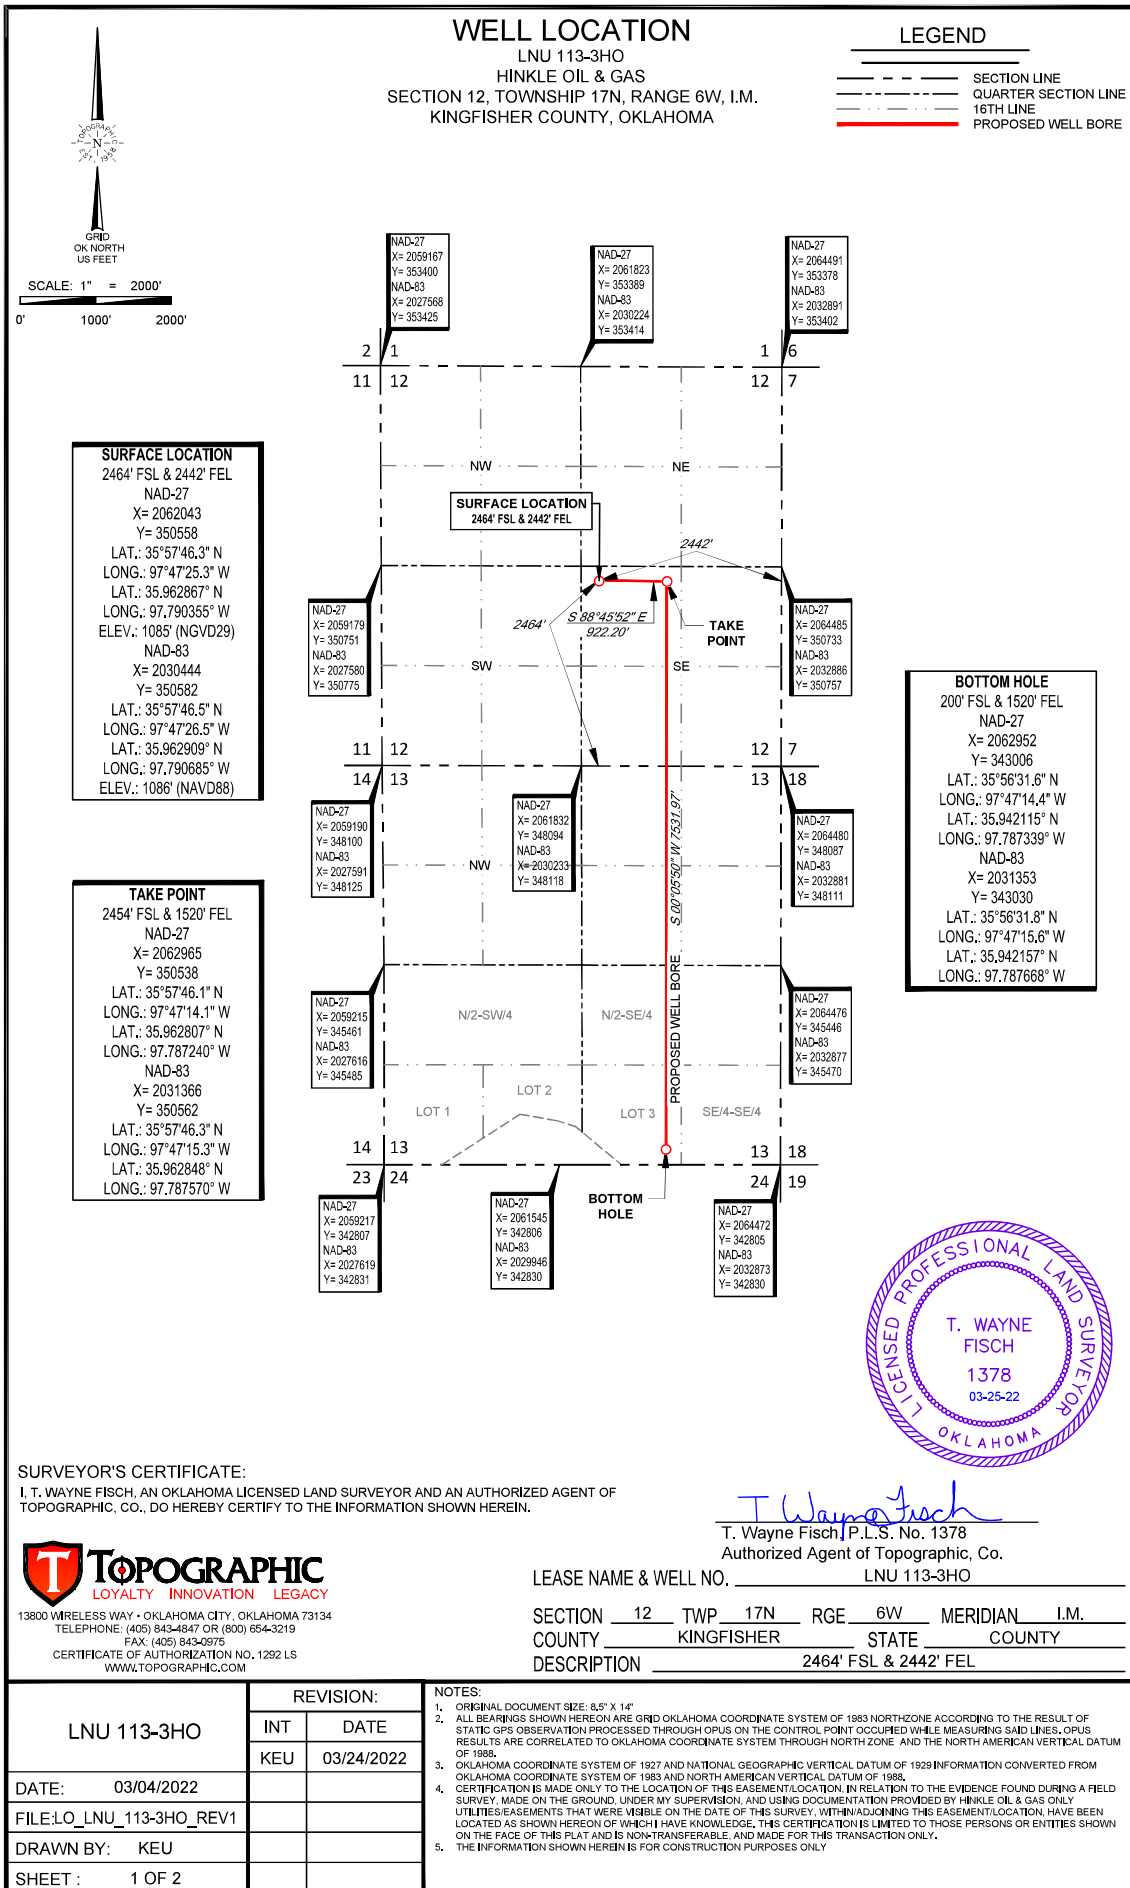 WELL LOCATION
LNU 113-3HO
HINKLE OIL & GAS
SECTION 12, TOWNSHIP 17N, RANGE 6W, I.M.
KINGFISHER COUNTY, OKLAHOMA
LEGEND
SECTION LINE
QUARTER SECTION LINE
16TH LINE
PROPOSED WELL BORE
TOPOGRAPHIC
N
EST. 1958
GRID
OK NORTH
US FEET
SCALE: 1" = 2000'
0' 1000' 2000'
NAD-27
X= 2059167
Y= 353400
NAD-83
X= 2027568
Y= 353425
NAD-27
X= 2061823
Y= 353389
NAD-83
X= 2030224
Y= 353414
NAD-27
X= 2064491
Y= 353378
NAD-83
X= 2032891
Y= 353402
2 1
11 12
1 6
12 7
NW
NE
SURFACE LOCATION
2464' FSL & 2442' FEL
NAD-27
X= 2062043
Y= 350558
LAT.: 35°57'46.3" N
LONG.: 97°47'25.3" W
LAT.: 35.962867° N
LONG.: 97.790355° W
ELEV.: 1085' (NGVD29)
NAD-83
X= 2030444
Y= 350582
LAT.: 35°57'46.5" N
LONG.: 97°47'26.5" W
LAT.: 35.962909° N
LONG.: 97.790685° W
ELEV.: 1086' (NAVD88)
SURFACE LOCATION
2464' FSL & 2442' FEL
2442'
2464'
S 88°45'52" E
922.20'
TAKE
POINT
NAD-27
X= 2059179
Y= 350751
NAD-83
X= 2027580
Y= 350775
NAD-27
X= 2064485
Y= 350733
NAD-83
X= 2032886
Y= 350757
SW
SE
BOTTOM HOLE
200' FSL & 1520' FEL
NAD-27
X= 2062952
Y= 343006
LAT.: 35°56'31.6" N
LONG.: 97°47'14.4" W
LAT.: 35.942115° N
LONG.: 97.787339° W
NAD-83
X= 2031353
Y= 343030
LAT.: 35°56'31.8" N
LONG.: 97°47'15.6" W
LAT.: 35.942157° N
LONG.: 97.787668° W
11 12
14 13
12 7
13 18
NAD-27
X= 2059190
Y= 348100
NAD-83
X= 2027591
Y= 348125
NAD-27
X= 2061832
Y= 348094
NAD-83
X= 2030233
Y= 348118
NAD-27
X= 2064480
Y= 348087
NAD-83
X= 2032881
Y= 348111
NW
S 00°05'50" W 7531.97'
PROPOSED WELL BORE
TAKE POINT
2454' FSL & 1520' FEL
NAD-27
X= 2062965
Y= 350538
LAT.: 35°57'46.1" N
LONG.: 97°47'14.1" W
LAT.: 35.962807° N
LONG.: 97.787240° W
NAD-83
X= 2031366
Y= 350562
LAT.: 35°57'46.3" N
LONG.: 97°47'15.3" W
LAT.: 35.962848° N
LONG.: 97.787570° W
NAD-27
X= 2059215
Y= 345461
NAD-83
X= 2027616
Y= 345485
N/2-SW/4
N/2-SE/4
NAD-27
X= 2064476
Y= 345446
NAD-83
X= 2032877
Y= 345470
LOT 1
LOT 2
LOT 3
SE/4-SE/4
14 13
23 24
13 18
24 19
BOTTOM
HOLE
NAD-27
X= 2059217
Y= 342807
NAD-83
X= 2027619
Y= 342831
NAD-27
X= 2061545
Y= 342806
NAD-83
X= 2029946
Y= 342830
NAD-27
X= 2064472
Y= 342805
NAD-83
X= 2032873
Y= 342830
LICENSED PROFESSIONAL LAND SURVEYOR
T. WAYNE
FISCH
1378
03-25-22
OKLAHOMA
SURVEYOR'S CERTIFICATE:
I, T. WAYNE FISCH, AN OKLAHOMA LICENSED LAND SURVEYOR AND AN AUTHORIZED AGENT OF
TOPOGRAPHIC, CO., DO HEREBY CERTIFY TO THE INFORMATION SHOWN HEREIN.
T Wayne Fisch
T. Wayne Fisch, P.L.S. No. 1378
Authorized Agent of Topographic, Co.
T TOPOGRAPHIC
LOYALTY INNOVATION LEGACY
13800 WIRELESS WAY • OKLAHOMA CITY, OKLAHOMA 73134
TELEPHONE: (405) 843-4847 OR (800) 654-3219
FAX: (405) 843-0975
CERTIFICATE OF AUTHORIZATION NO. 1292 LS
WWW.TOPOGRAPHIC.COM
LEASE NAME & WELL NO. LNU 113-3HO
SECTION 12 TWP 17N RGE 6W MERIDIAN I.M.
COUNTY KINGFISHER STATE COUNTY
DESCRIPTION 2464' FSL & 2442' FEL
LNU 113-3HO
REVISION:
INT DATE
KEU 03/24/2022
DATE: 03/04/2022
FILE:LO_LNU_113-3HO_REV1
DRAWN BY: KEU
SHEET : 1 OF 2
NOTES:
1. ORIGINAL DOCUMENT SIZE: 8.5" X 14"
2. ALL BEARINGS SHOWN HEREON ARE GRID OKLAHOMA COORDINATE SYSTEM OF 1983 NORTHZONE ACCORDING TO THE RESULT OF
STATIC GPS OBSERVATION PROCESSED THROUGH OPUS ON THE CONTROL POINT OCCUPIED WHILE MEASURING SAID LINES. OPUS
RESULTS ARE CORRELATED TO OKLAHOMA COORDINATE SYSTEM THROUGH NORTH ZONE AND THE NORTH AMERICAN VERTICAL DATUM
OF 1988.
3. OKLAHOMA COORDINATE SYSTEM OF 1927 AND NATIONAL GEOGRAPHIC VERTICAL DATUM OF 1929 INFORMATION CONVERTED FROM
OKLAHOMA COORDINATE SYSTEM OF 1983 AND NORTH AMERICAN VERTICAL DATUM OF 1988.
4. CERTIFICATION IS MADE ONLY TO THE LOCATION OF THIS EASEMENT/LOCATION, IN RELATION TO THE EVIDENCE FOUND DURING A FIELD
SURVEY, MADE ON THE GROUND, UNDER MY SUPERVISION, AND USING DOCUMENTATION PROVIDED BY HINKLE OIL & GAS ONLY
UTILITIES/EASEMENTS THAT WERE VISIBLE ON THE DATE OF THIS SURVEY, WITHIN/ADJOINING THIS EASEMENT/LOCATION, HAVE BEEN
LOCATED AS SHOWN HEREON OF WHICH I HAVE KNOWLEDGE. THIS CERTIFICATION IS LIMITED TO THOSE PERSONS OR ENTITIES SHOWN
ON THE FACE OF THIS PLAT AND IS NON-TRANSFERABLE, AND MADE FOR THIS TRANSACTION ONLY.
5. THE INFORMATION SHOWN HEREIN IS FOR CONSTRUCTION PURPOSES ONLY